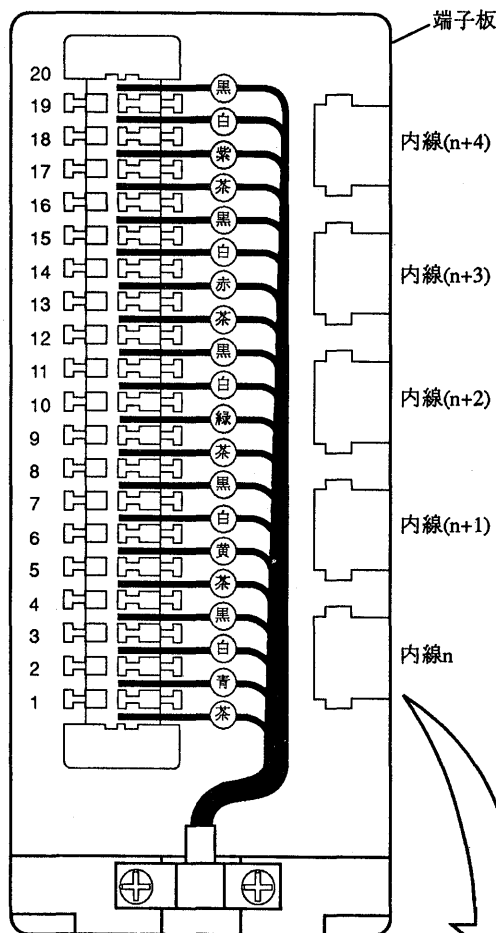 端子板
20
黒
19
白
18
紫
17
茶
16
黒
15
白
14
赤
13
茶
12
黒
11
白
10
緑
9
茶
8
黒
7
白
6
黄
5
茶
4
黒
3
白
2
青
1
茶
内線(n+4)
内線(n+3)
内線(n+2)
内線(n+1)
内線n